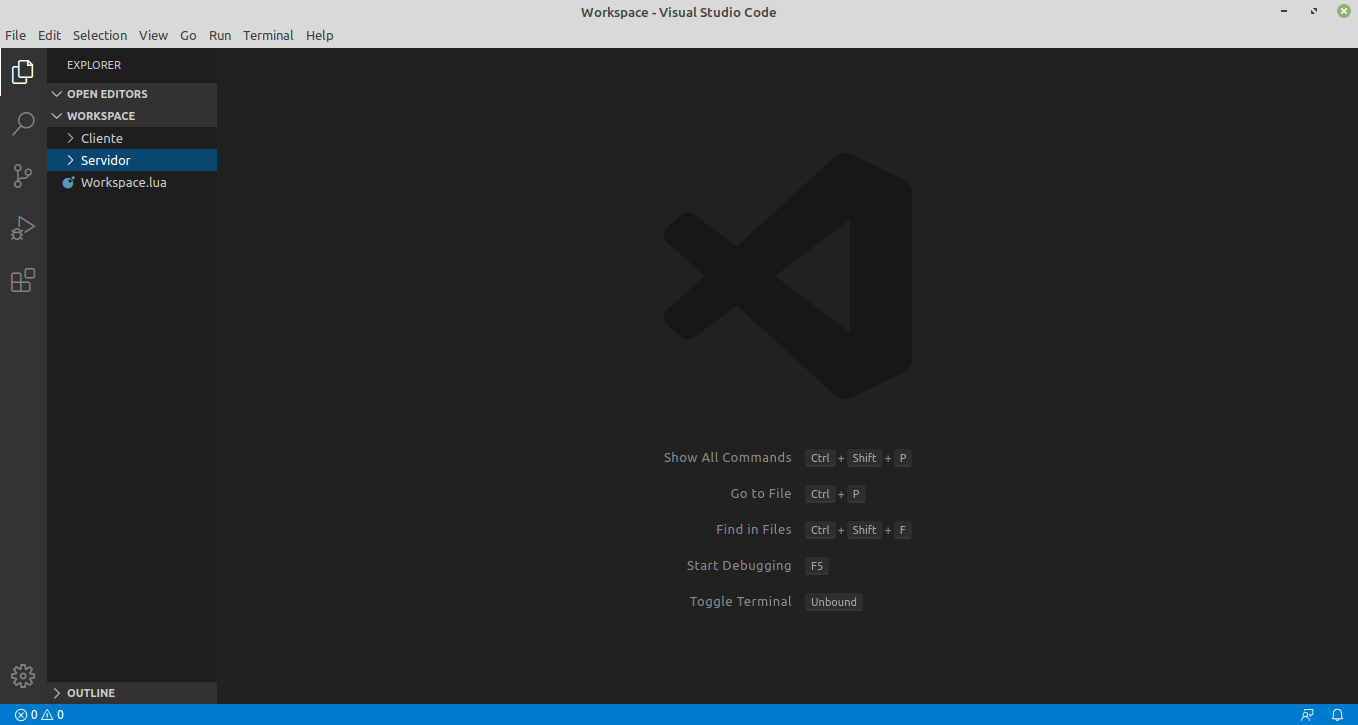 Workspace - Visual Studio Code
File Edit Selection View Go Run Terminal Help
EXPLORER
OPEN EDITORS
WORKSPACE
Cliente
Servidor
Workspace.lua
Show All Commands Ctrl + Shift + P
Go to File Ctrl + P
Find in Files Ctrl + Shift + F
Start Debugging F5
Toggle Terminal Unbound
OUTLINE
0 0